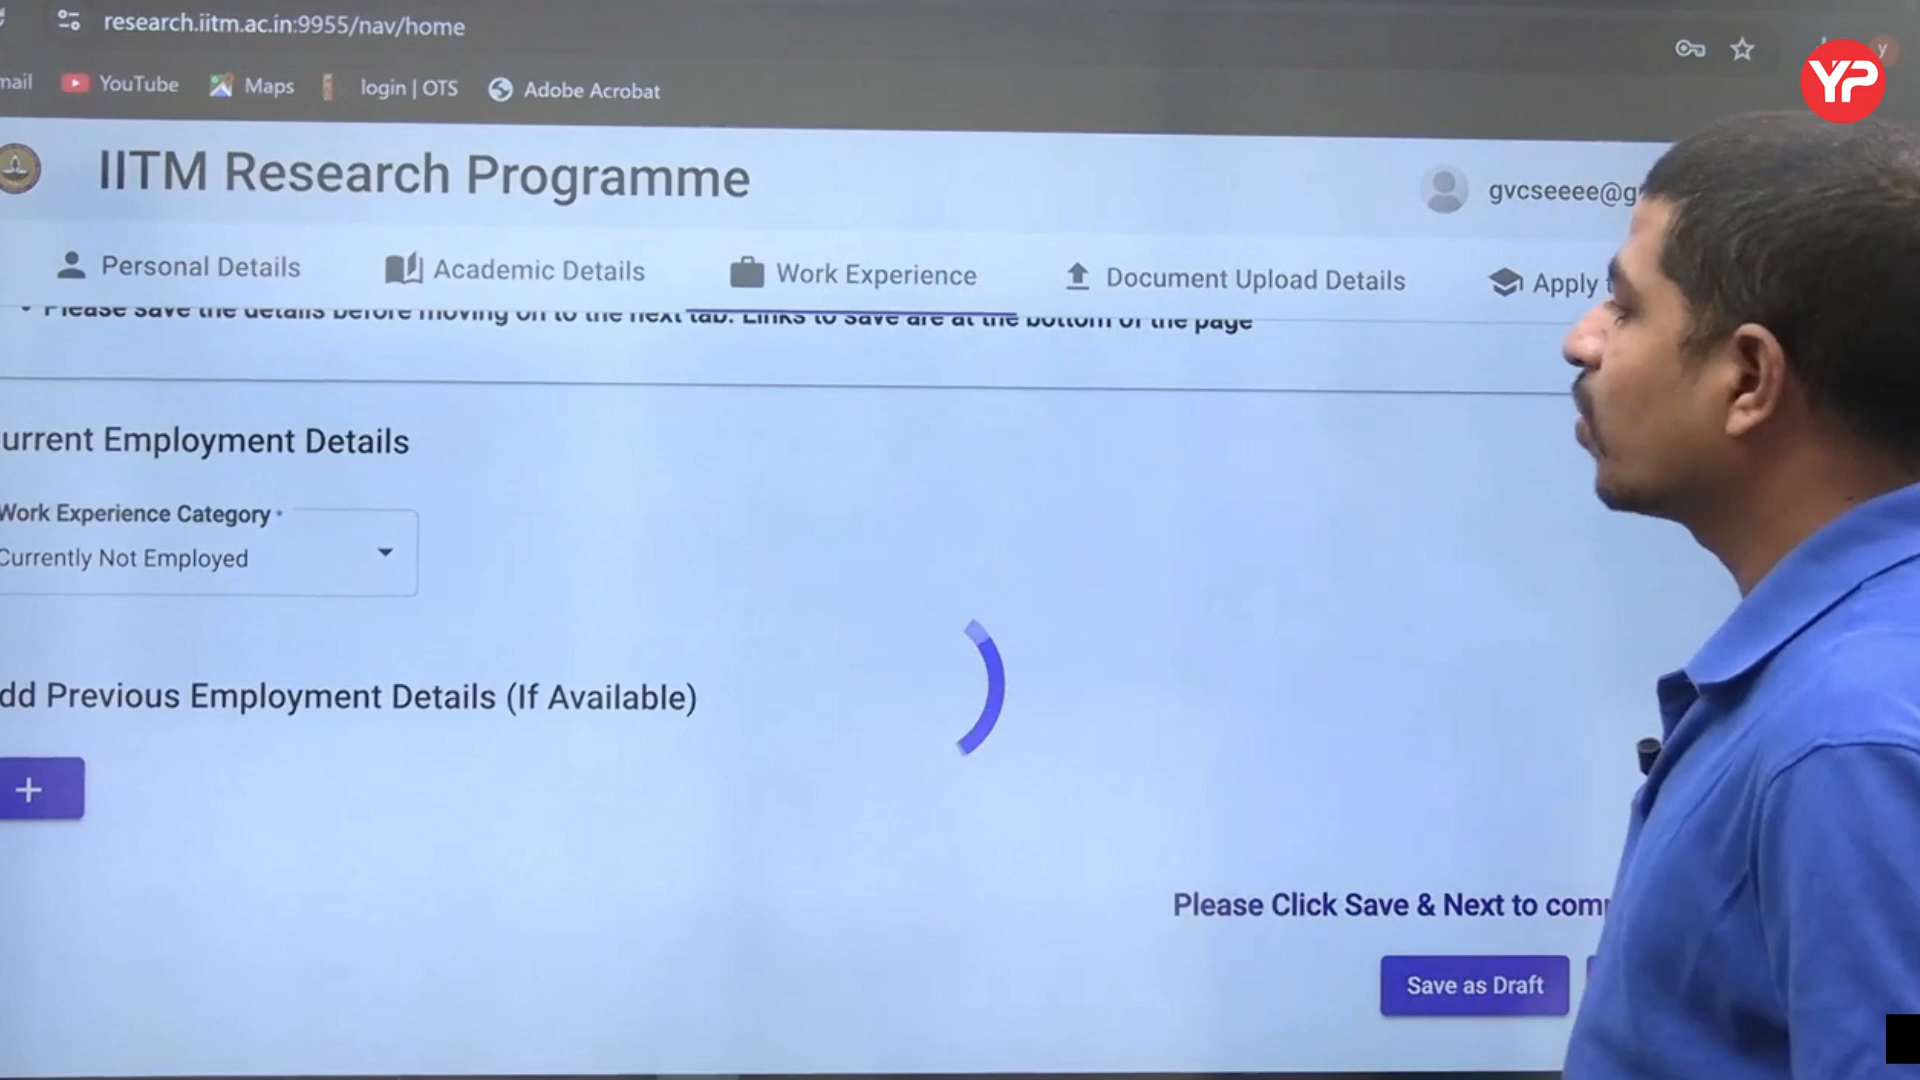 research.iitm.ac.in:9955/nav/home
YouTube Maps login | OTS Adobe Acrobat
y
YP
IITM Research Programme
gvcseeee@g
Personal Details Academic Details Work Experience Document Upload Details Apply
Please save the details before moving on to the next tab. Links to save are at the bottom of the page
urrent Employment Details
Work Experience Category *
Currently Not Employed
dd Previous Employment Details (If Available)
+
Please Click Save & Next to com
Save as Draft